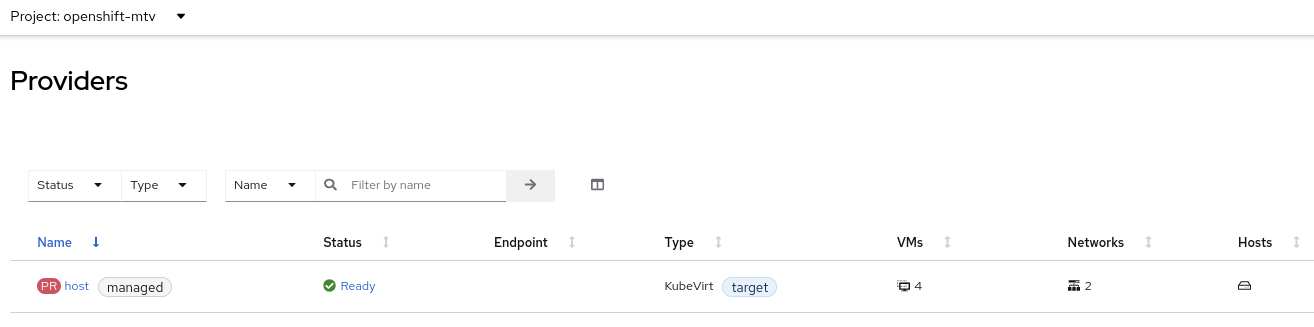 Project: openshift-mtv
Providers
Status Type Name Filter by name
Name Status Endpoint Type VMs Networks Hosts
PR host managed Ready KubeVirt target 4 2